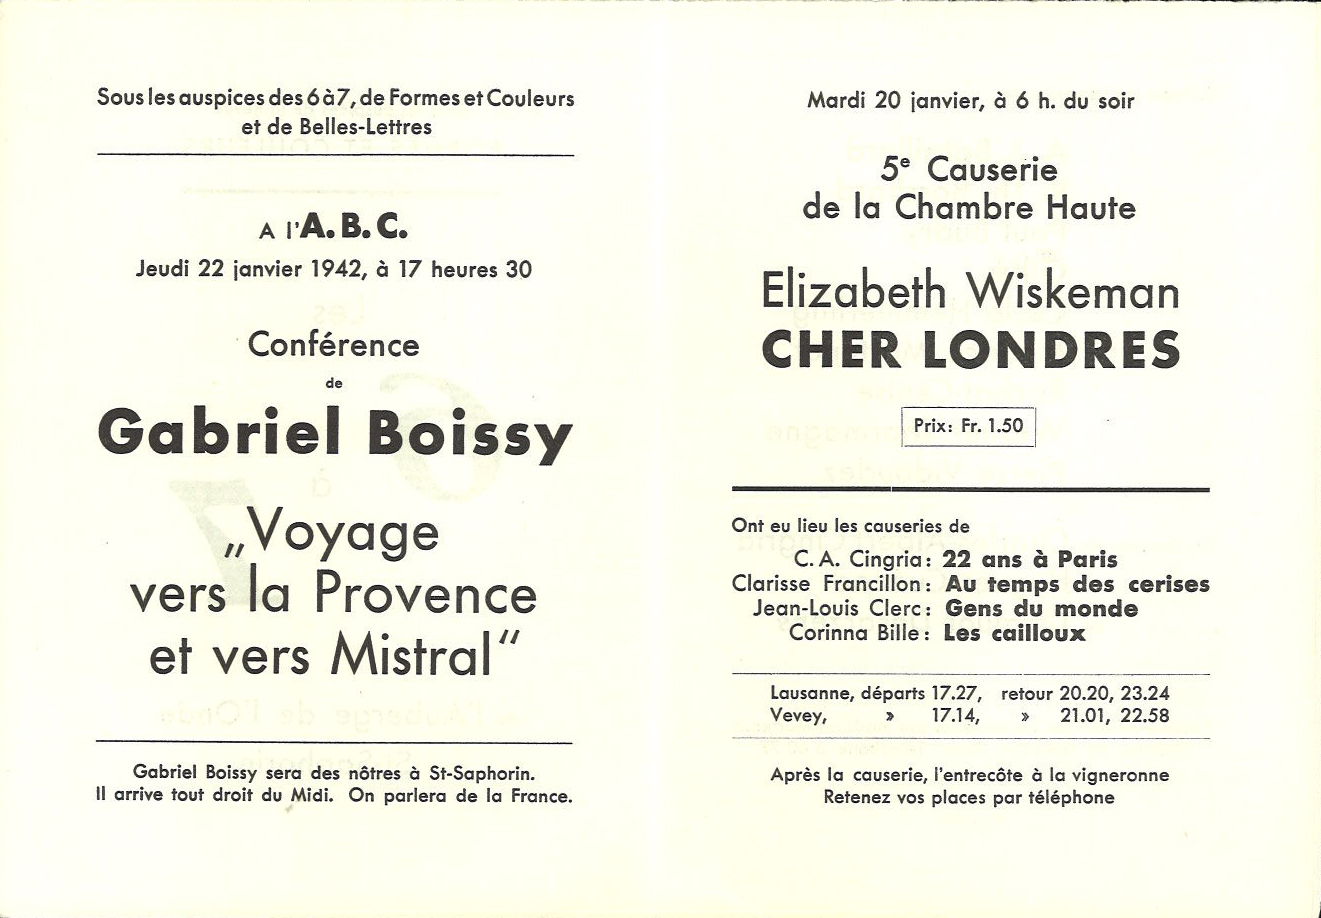 Sous les auspices des 6 à 7, de Formes et Couleurs
et de Belles-Lettres
A l'A.B.C.
Jeudi 22 janvier 1942, à 17 heures 30
Conférence
de
Gabriel Boissy
„Voyage
vers la Provence
et vers Mistral“
Gabriel Boissy sera des nôtres à St-Saphorin.
Il arrive tout droit du Midi. On parlera de la France.
Mardi 20 janvier, à 6 h. du soir
5e Causerie
de la Chambre Haute
Elizabeth Wiskeman
CHER LONDRES
Prix: Fr. 1.50
Ont eu lieu les causeries de
C. A. Cingria: 22 ans à Paris
Clarisse Francillon: Au temps des cerises
Jean-Louis Clerc: Gens du monde
Corinna Bille: Les cailloux
Lausanne, départs 17.27, retour 20.20, 23.24
Vevey, » 17.14, » 21.01, 22.58
Après la causerie, l'entrecôte à la vigneronne
Retenez vos places par téléphone